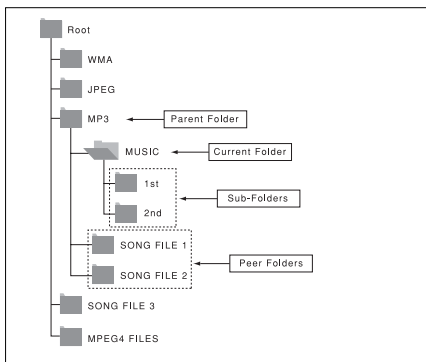 Root
WMA
JPEG
MP3 Parent Folder
MUSIC Current Folder
1st
Sub-Folders
2nd
SONG FILE 1
Peer Folders
SONG FILE 2
SONG FILE 3
MPEG4 FILES